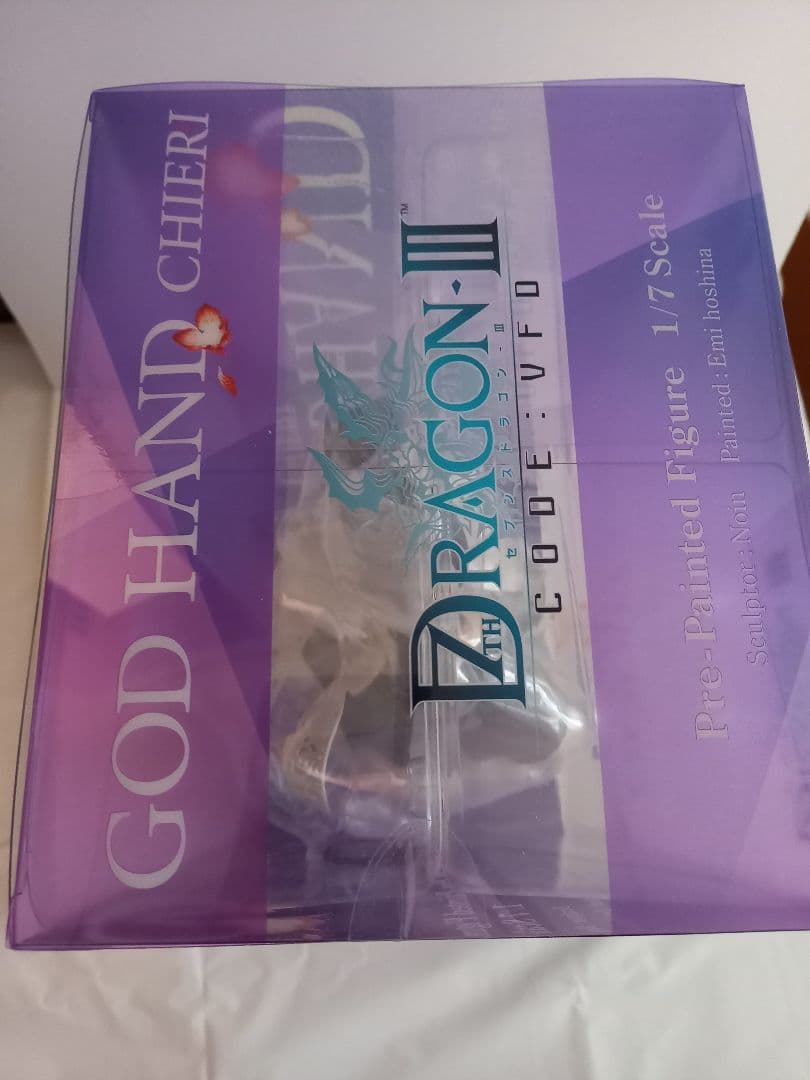 GOD HAND CHIERI
7TH DRAGON・III™
セブンスドラゴン・III
CODE:VFD
Pre-Painted Figure 1/7 Scale
Sculptor : Noin Painted : Emi hoshina